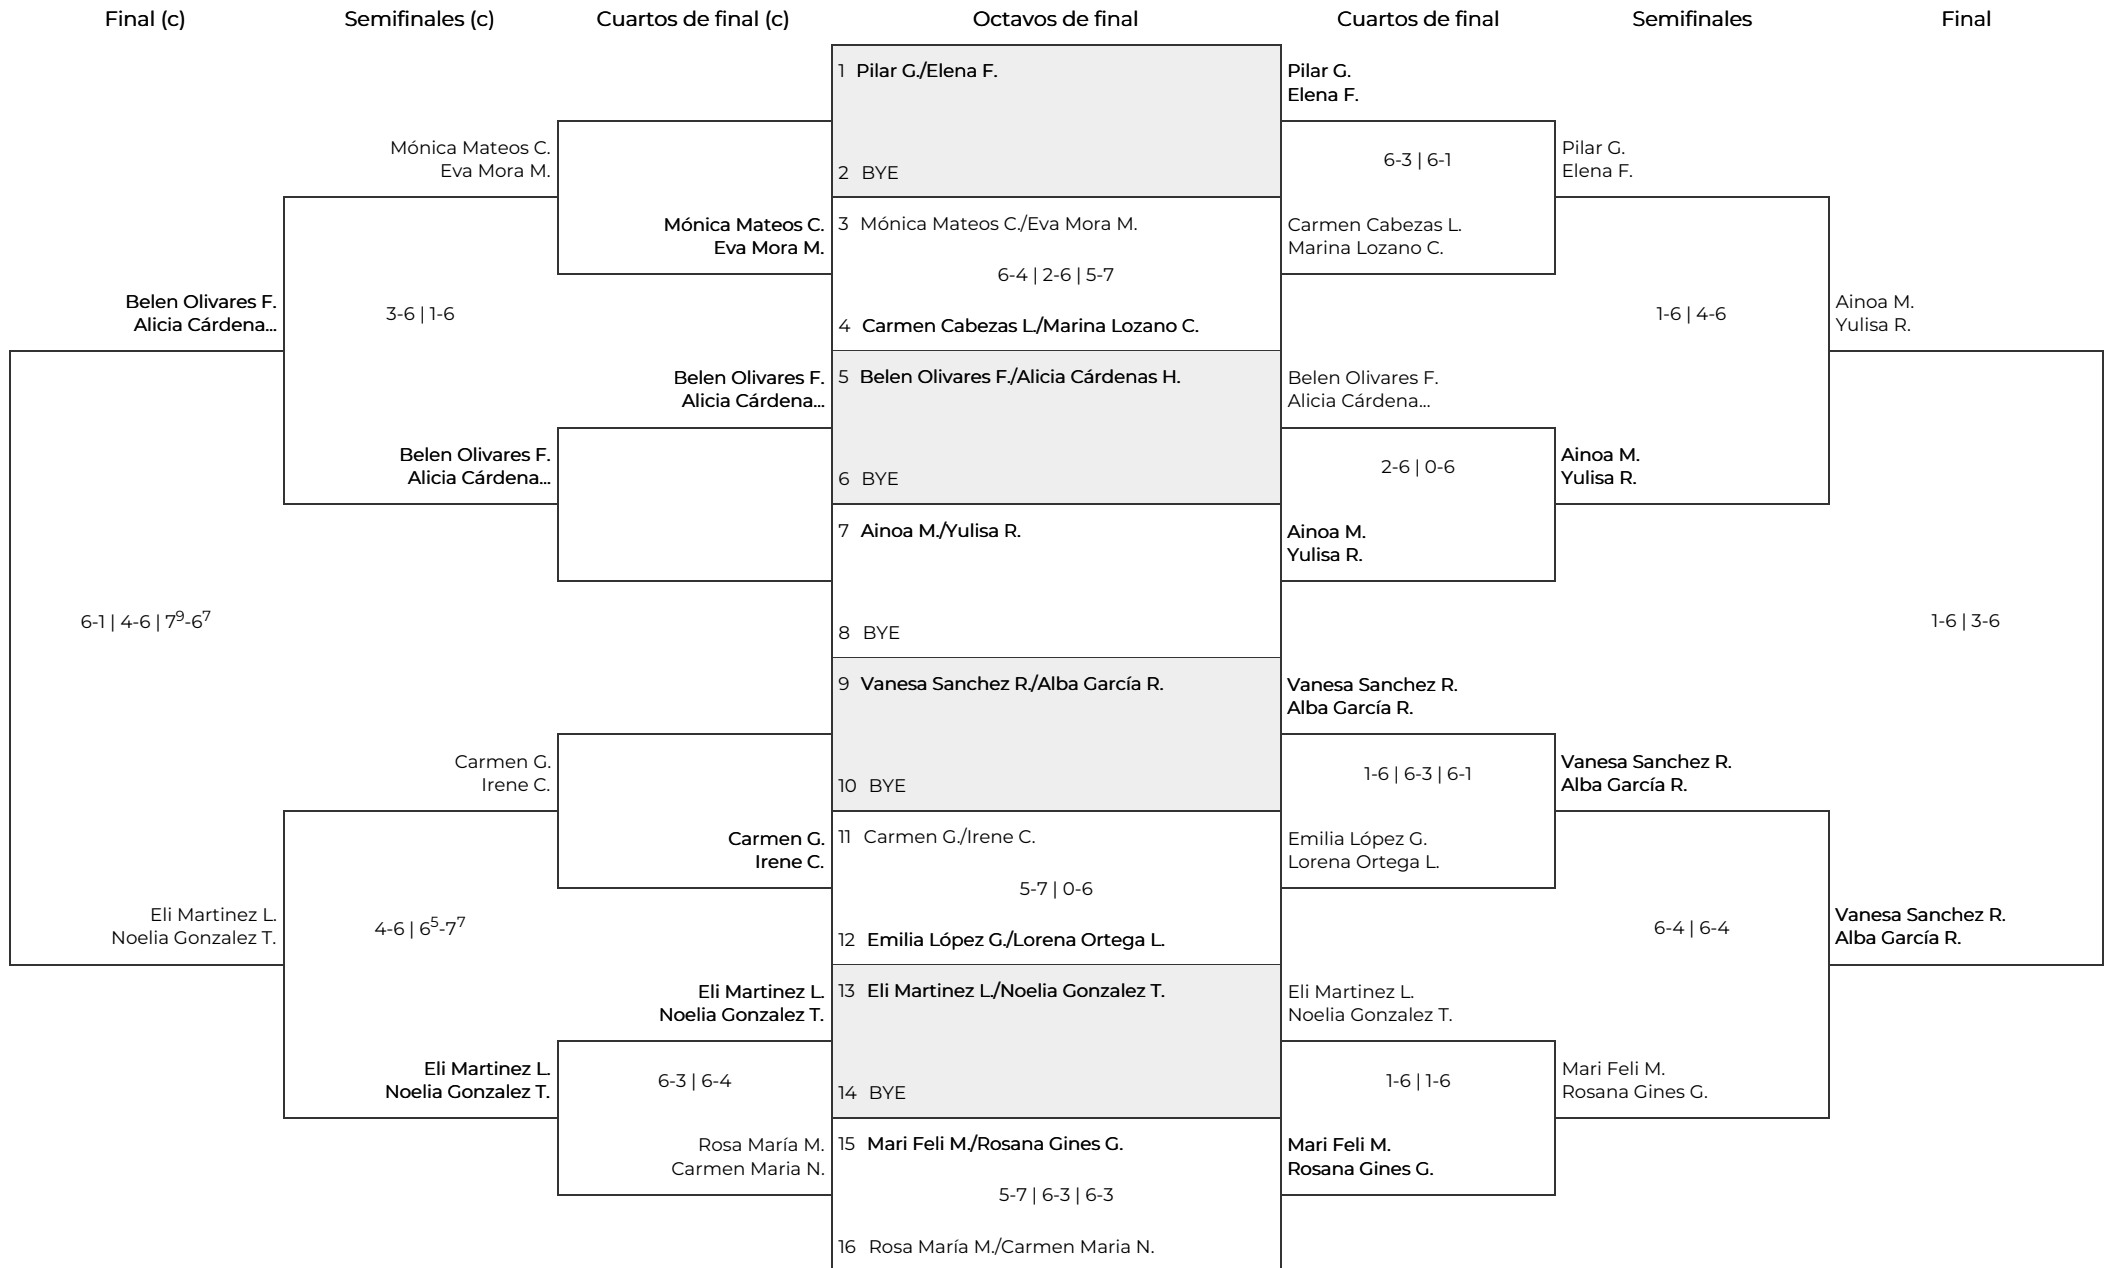 Final (c)
Semifinales (c)
Cuartos de final (c)
Octavos de final
Cuartos de final
Semifinales
Final
Belen Olivares F.
Alicia Cárdena...
6-1 | 4-6 | 7⁹-6⁷
Eli Martinez L.
Noelia Gonzalez T.
Mónica Mateos C.
Eva Mora M.
3-6 | 1-6
Belen Olivares F.
Alicia Cárdena...
Carmen G.
Irene C.
4-6 | 6⁵-7⁷
Eli Martinez L.
Noelia Gonzalez T.
Mónica Mateos C.
Eva Mora M.
Belen Olivares F.
Alicia Cárdena...
Carmen G.
Irene C.
Eli Martinez L.
Noelia Gonzalez T.
6-3 | 6-4
Rosa María M.
Carmen Maria N.
1 Pilar G./Elena F.
2 BYE
3 Mónica Mateos C./Eva Mora M.
6-4 | 2-6 | 5-7
4 Carmen Cabezas L./Marina Lozano C.
5 Belen Olivares F./Alicia Cárdenas H.
6 BYE
7 Ainoa M./Yulisa R.
8 BYE
9 Vanesa Sanchez R./Alba García R.
10 BYE
11 Carmen G./Irene C.
5-7 | 0-6
12 Emilia López G./Lorena Ortega L.
13 Eli Martinez L./Noelia Gonzalez T.
14 BYE
15 Mari Feli M./Rosana Gines G.
5-7 | 6-3 | 6-3
16 Rosa María M./Carmen Maria N.
Pilar G.
Elena F.
6-3 | 6-1
Carmen Cabezas L.
Marina Lozano C.
Belen Olivares F.
Alicia Cárdena...
2-6 | 0-6
Ainoa M.
Yulisa R.
Vanesa Sanchez R.
Alba García R.
1-6 | 6-3 | 6-1
Emilia López G.
Lorena Ortega L.
Eli Martinez L.
Noelia Gonzalez T.
1-6 | 1-6
Mari Feli M.
Rosana Gines G.
Pilar G.
Elena F.
1-6 | 4-6
Ainoa M.
Yulisa R.
Vanesa Sanchez R.
Alba García R.
6-4 | 6-4
Mari Feli M.
Rosana Gines G.
Ainoa M.
Yulisa R.
1-6 | 3-6
Vanesa Sanchez R.
Alba García R.